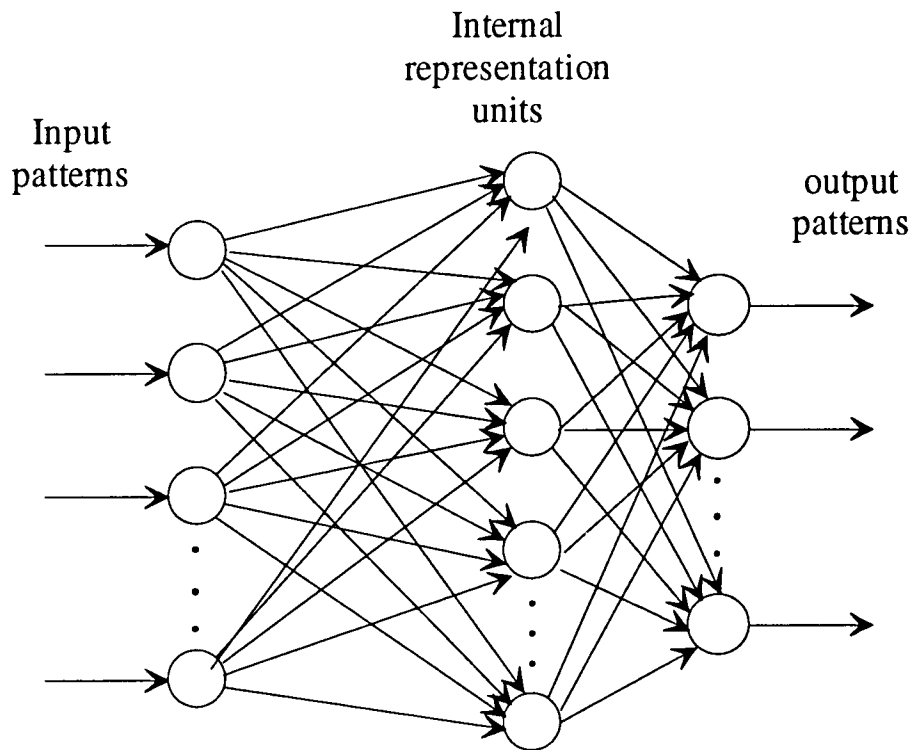 Internal
representation
units
Input
patterns
output
patterns